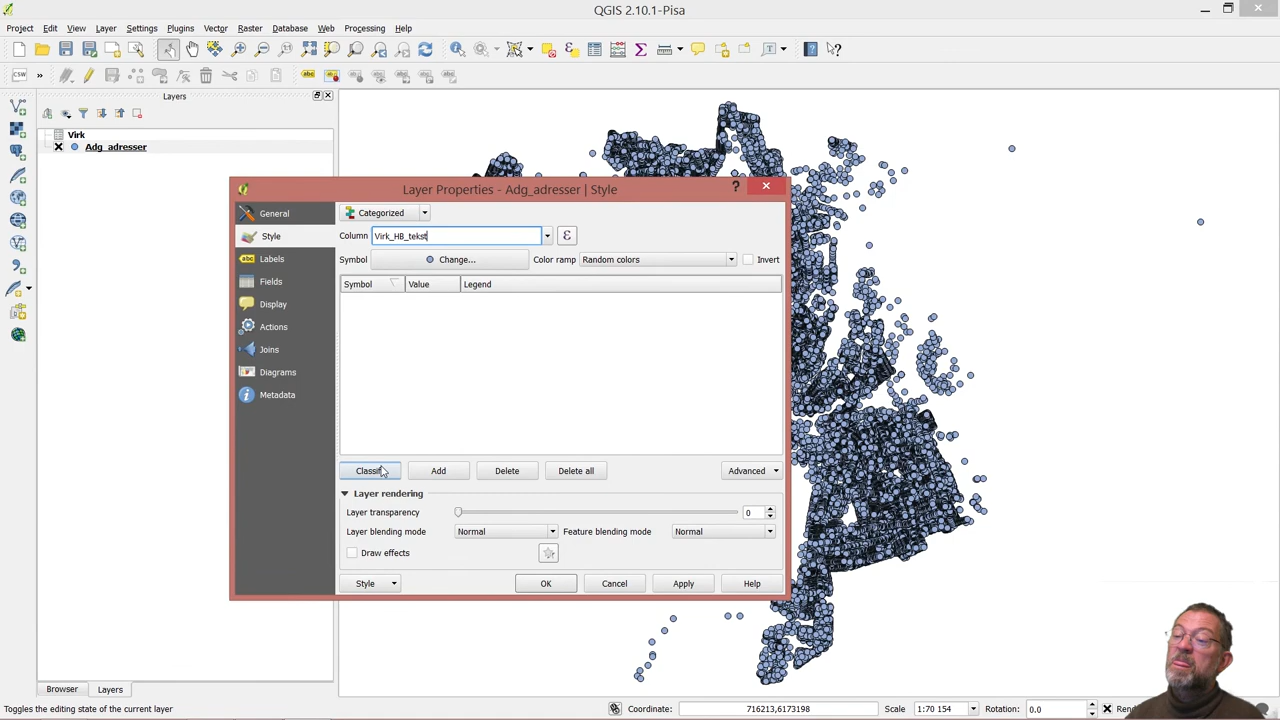 QGIS 2.10.1-Pisa
Project Edit View Layer Settings Plugins Vector Raster Database Web Processing Help
CSW
Layers
Virk
Adg_adresser
Layer Properties - Adg_adresser | Style
General
Style
Labels
Fields
Display
Actions
Joins
Diagrams
Metadata
Categorized
Column Virk_HB_tekst
Symbol Change... Color ramp Random colors Invert
Symbol Value Legend
Classify Add Delete Delete all Advanced
Layer rendering
Layer transparency 0
Layer blending mode Normal Feature blending mode Normal
Draw effects
Style OK Cancel Apply Help
Browser Layers
Toggles the editing state of the current layer Coordinate: 716213,6173198 Scale 1:70 154 Rotation: 0.0